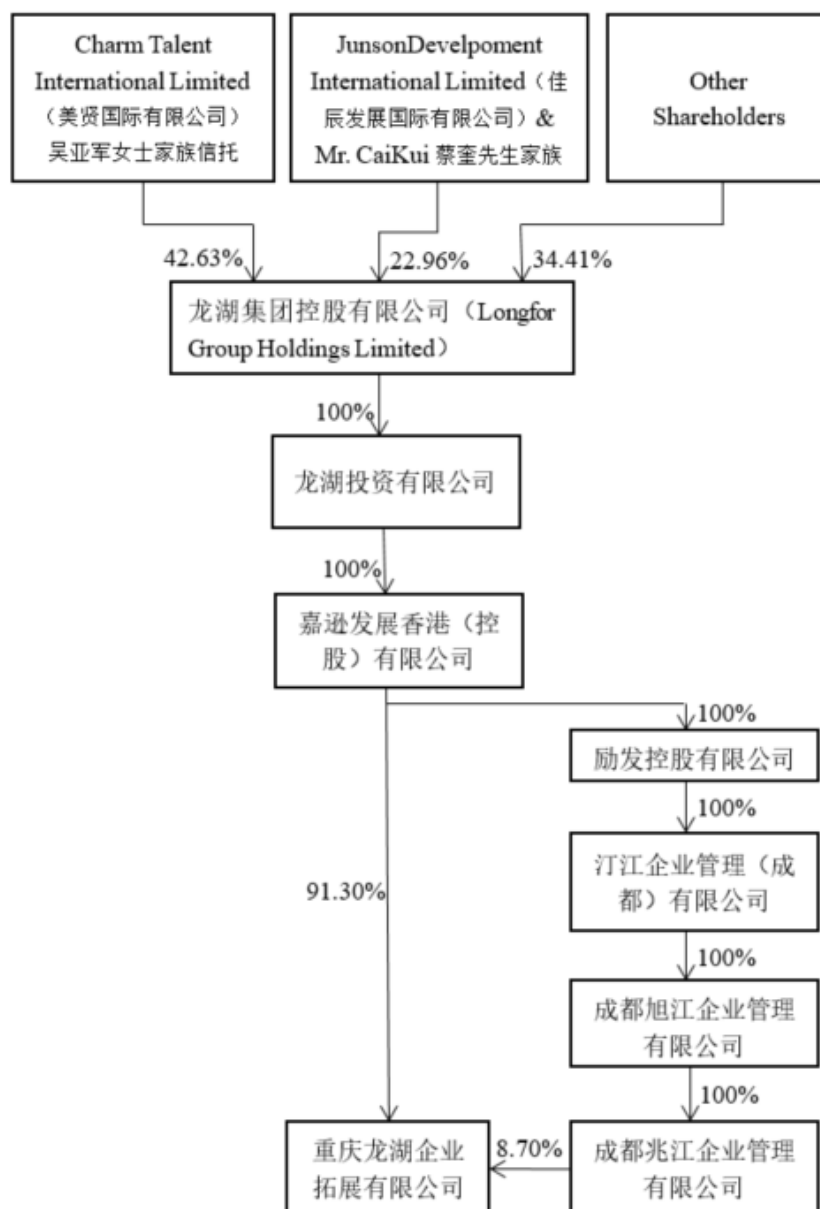 Charm Talent
International Limited
（美贤国际有限公司）
吴亚军女士家族信托
JunsonDevelpoment
International Limited（佳
辰发展国际有限公司）&
Mr. CaiKui 蔡奎先生家族
Other
Shareholders
42.63%
22.96%
34.41%
龙湖集团控股有限公司（Longfor
Group Holdings Limited）
100%
龙湖投资有限公司
100%
嘉逊发展香港（控
股）有限公司
100%
励发控股有限公司
100%
汀江企业管理（成
都）有限公司
91.30%
100%
成都旭江企业管理
有限公司
100%
重庆龙湖企业
拓展有限公司
8.70%
成都兆江企业管理
有限公司